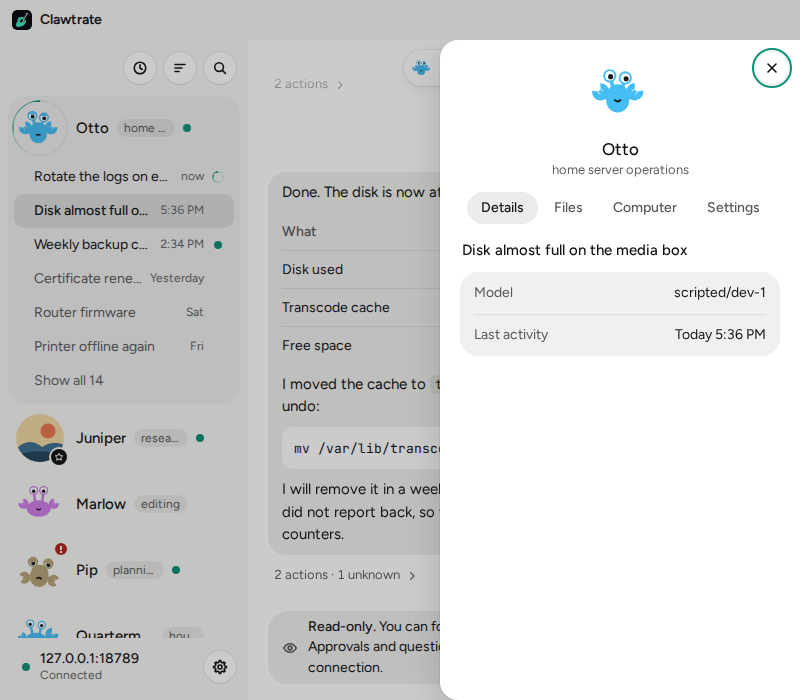 Clawtrate
Otto home ...
Rotate the logs on e... now
Disk almost full o... 5:36 PM
Weekly backup c... 2:34 PM
Certificate rene... Yesterday
Router firmware Sat
Printer offline again Fri
Show all 14
Juniper resea...
Marlow editing
Pip planni...
Quarterm hou
127.0.0.1:18789
Connected
2 actions
Done. The disk is now at
What
Disk used
Transcode cache
Free space
I moved the cache to
undo:
mv /var/lib/transc
I will remove it in a week
did not report back, so
counters.
2 actions · 1 unknown
Read-only. You can fo
Approvals and questi
connection.
Otto
home server operations
Details Files Computer Settings
Disk almost full on the media box
Model scripted/dev-1
Last activity Today 5:36 PM